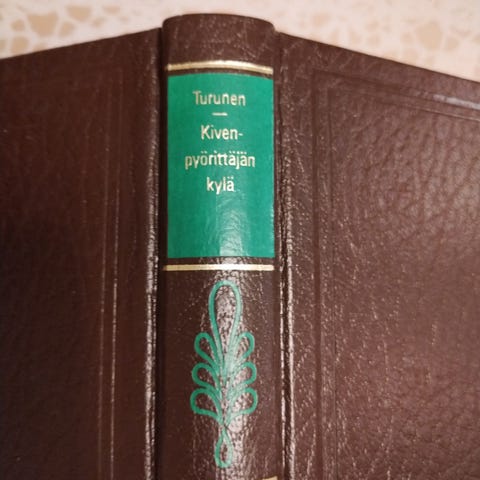 Turunen
Kiven-
pyörittäjän
kylä